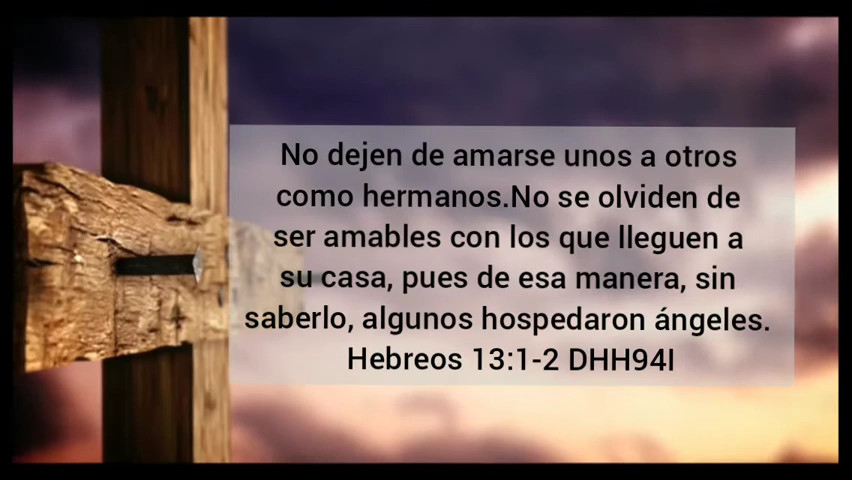 No dejen de amarse unos a otros
como hermanos.No se olviden de
ser amables con los que lleguen a
su casa, pues de esa manera, sin
saberlo, algunos hospedaron ángeles.
Hebreos 13:1-2 DHH94I